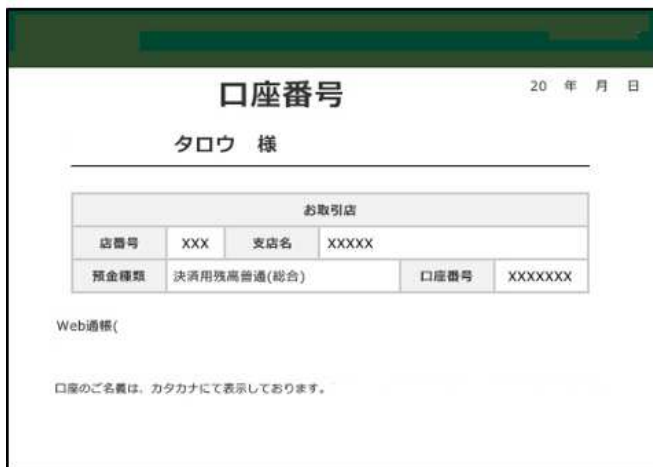 口座番号
20 年 月 日
タロウ 様
お取引店
店番号 XXX 支店名 XXXXX
預金種類 決済用残高普通(総合) 口座番号 XXXXXXX
Web通帳(
口座のご名義は、カタカナにて表示しております。